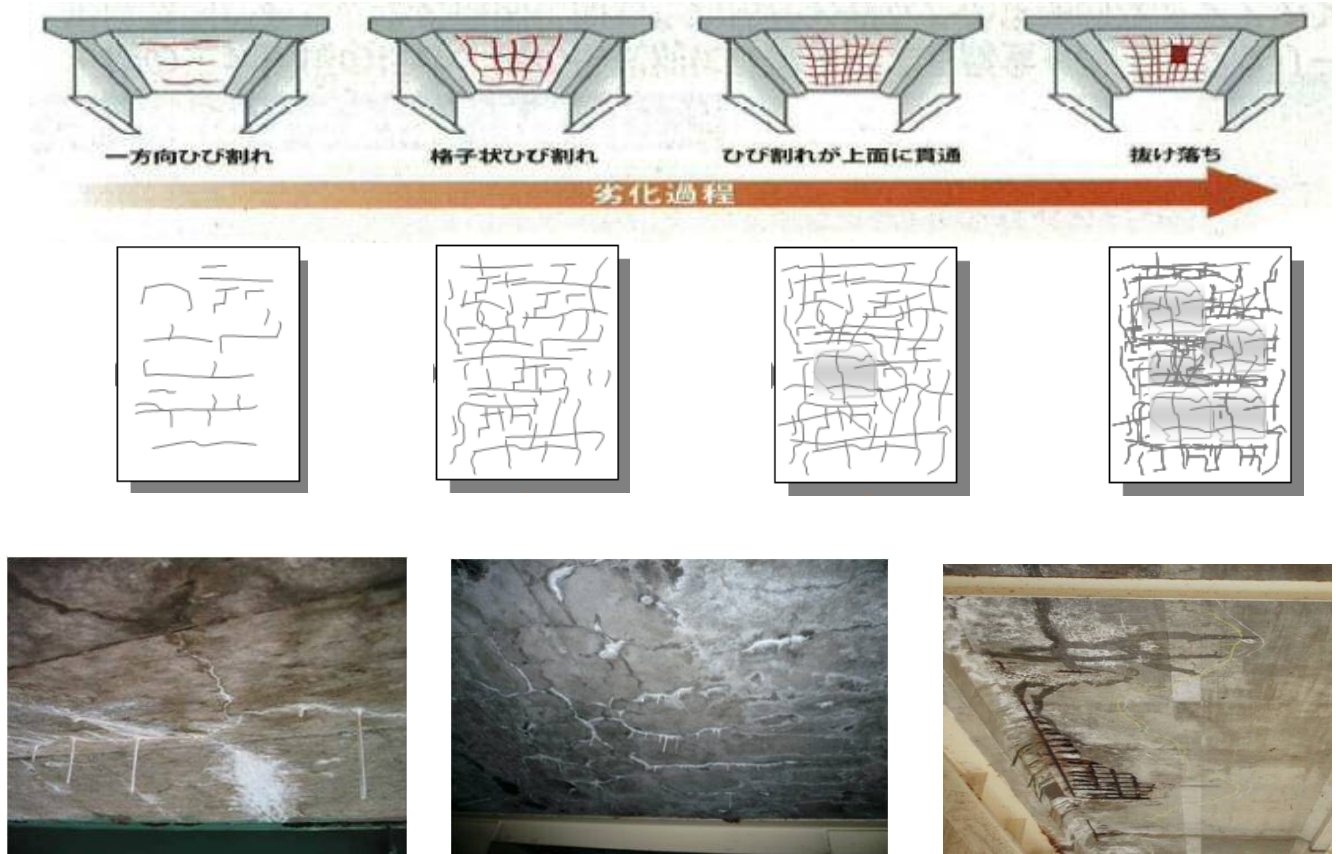 一方向ひび割れ
格子状ひび割れ
ひび割れが上面に貫通
抜け落ち
劣化過程